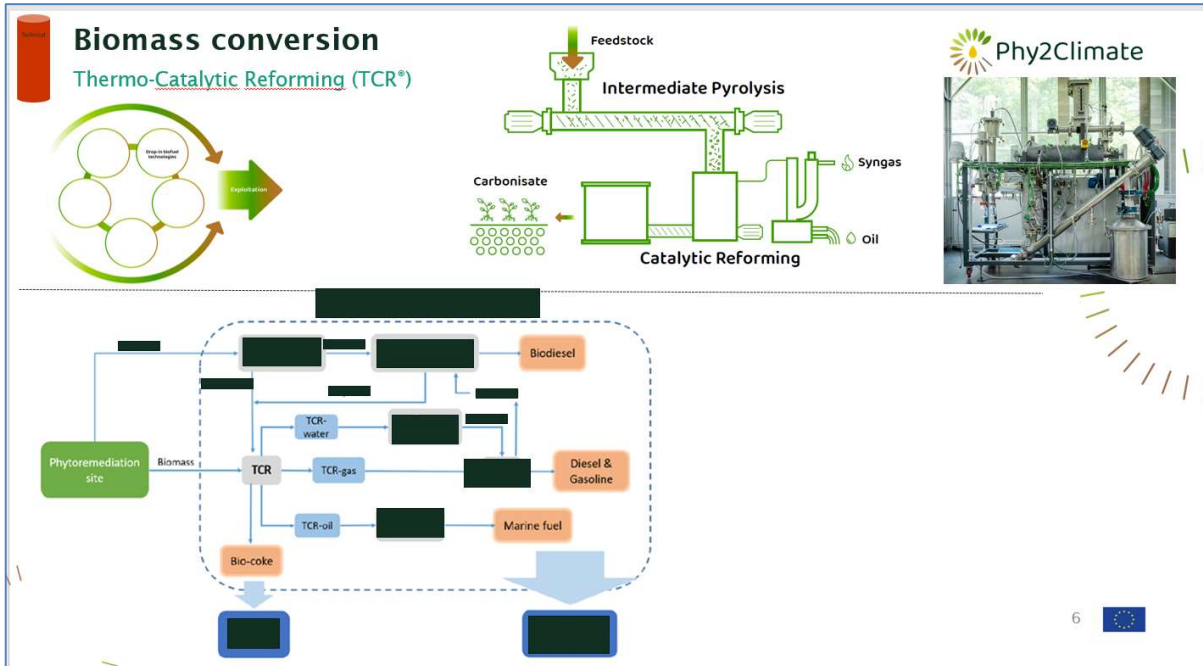 Technical
Biomass conversion
Thermo-Catalytic Reforming (TCR®)
Drop-in biofuel
technologies
Exploitation
Feedstock
Intermediate Pyrolysis
Syngas
Carbonisate
Oil
Catalytic Reforming
Phy2Climate
Biodiesel
TCR-
water
Phytoremediation
site
Biomass
TCR
TCR-gas
Diesel &
Gasoline
TCR-oil
Marine fuel
Bio-coke
6